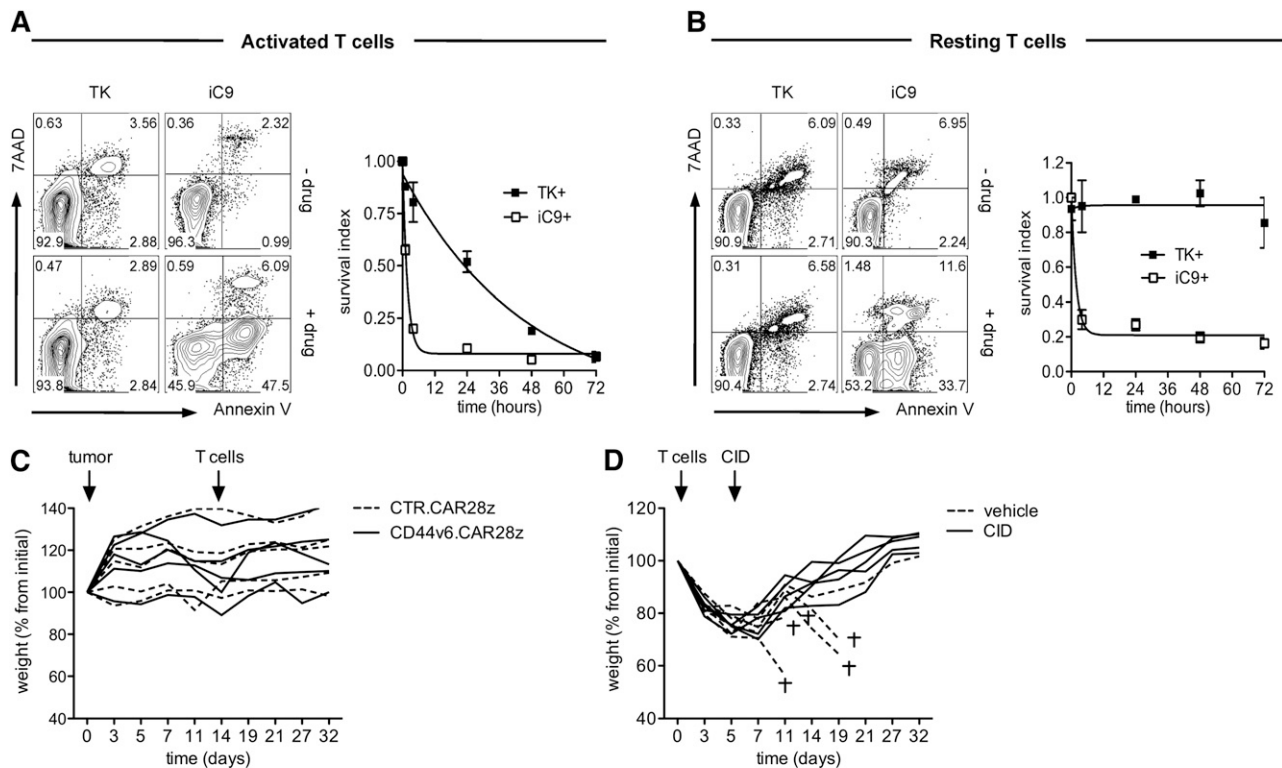 A
Activated T cells
TK
iC9
7AAD
0.63
3.56
0.36
2.32
92.9
2.88
96.3
0.99
- drug
0.47
2.89
0.59
6.09
93.8
2.84
45.9
47.5
+ drug
Annexin V
survival index
1.00
0.75
0.50
0.25
0.00
TK+
iC9+
0 12 24 36 48 60 72
time (hours)
B
Resting T cells
TK
iC9
7AAD
0.33
6.09
0.49
6.95
90.9
2.71
90.3
2.24
- drug
0.31
6.58
1.48
11.6
90.4
2.74
53.2
33.7
+ drug
Annexin V
survival index
1.2
1.0
0.8
0.6
0.4
0.2
0.0
TK+
iC9+
0 12 24 36 48 60 72
time (hours)
C
tumor
T cells
CTR.CAR28z
CD44v6.CAR28z
weight (% from initial)
140
120
100
80
60
40
0 3 5 7 11 14 19 21 27 32
time (days)
D
T cells
CID
vehicle
CID
weight (% from initial)
120
100
80
60
40
† † † † †
0 3 5 7 11 14 19 21 27 32
time (days)